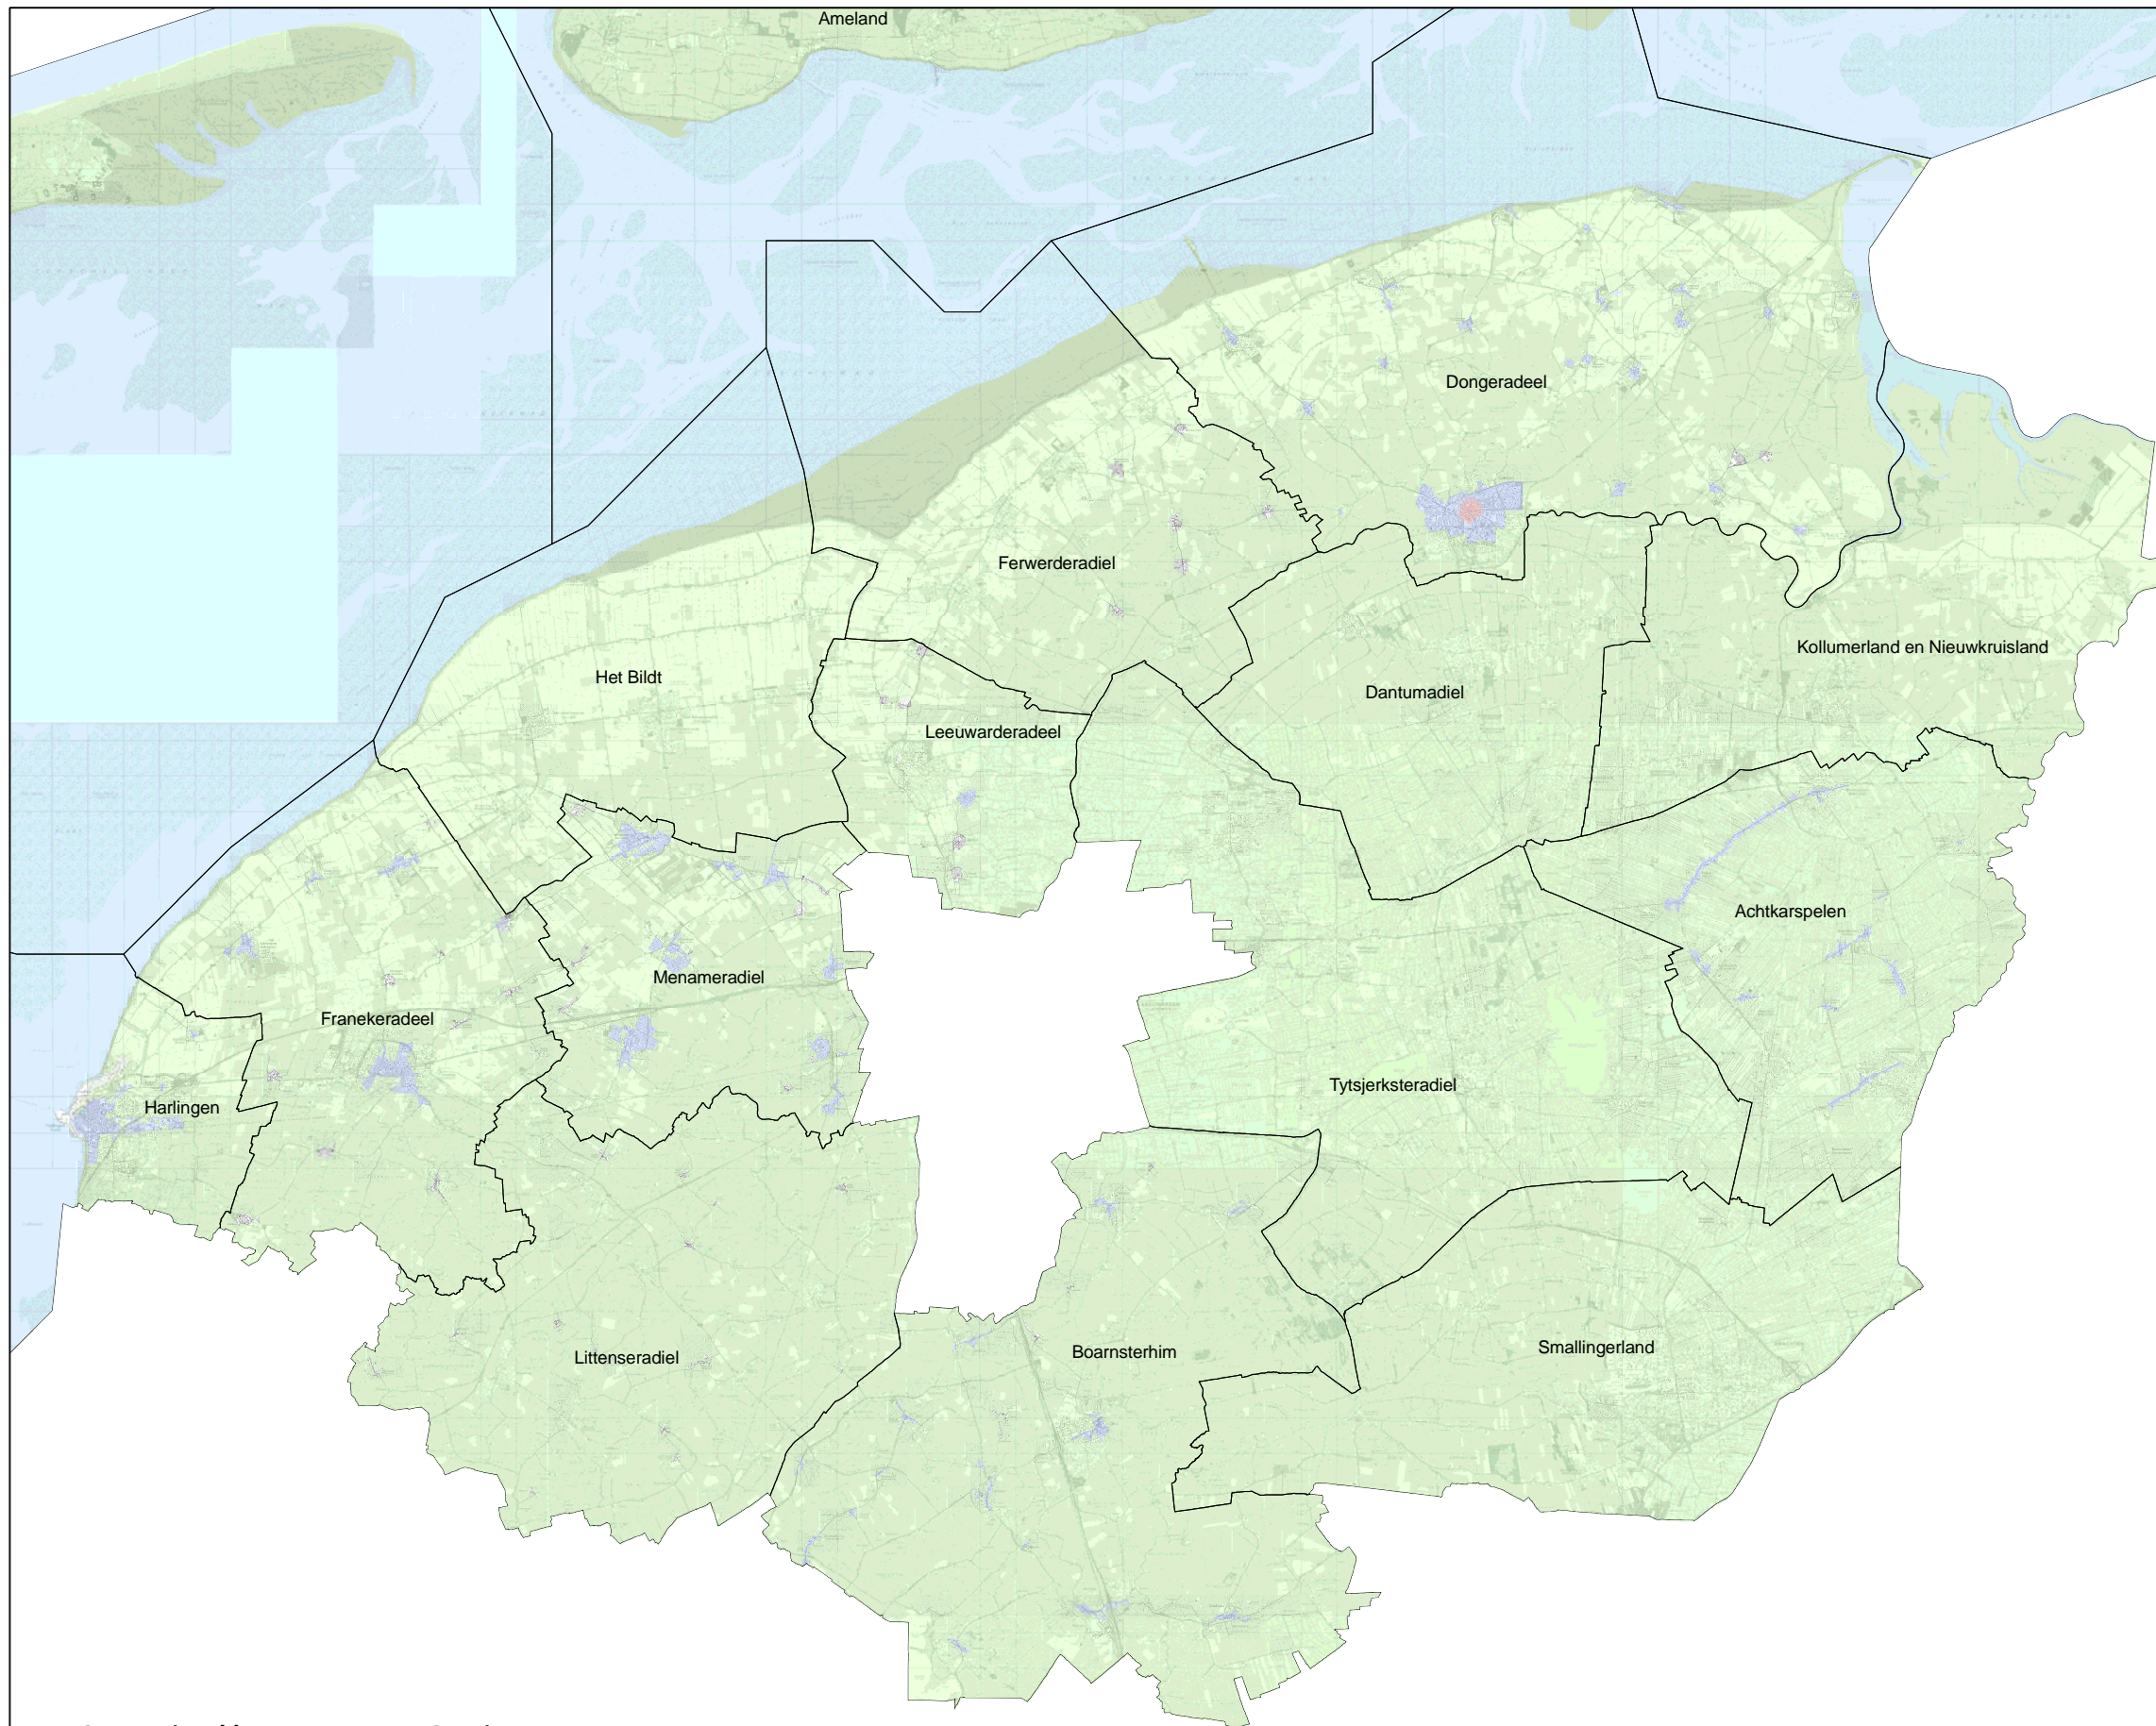 Ameland
Dongeradeel
Ferwerderadiel
Kollumerland en Nieuwkruisland
Het Bildt
Dantumadiel
Leeuwarderadeel
Achtkarspelen
Menameradiel
Franekeradeel
Tytsjerksteradiel
Harlingen
Smallingerland
Boarnsterhim
Littenseradiel